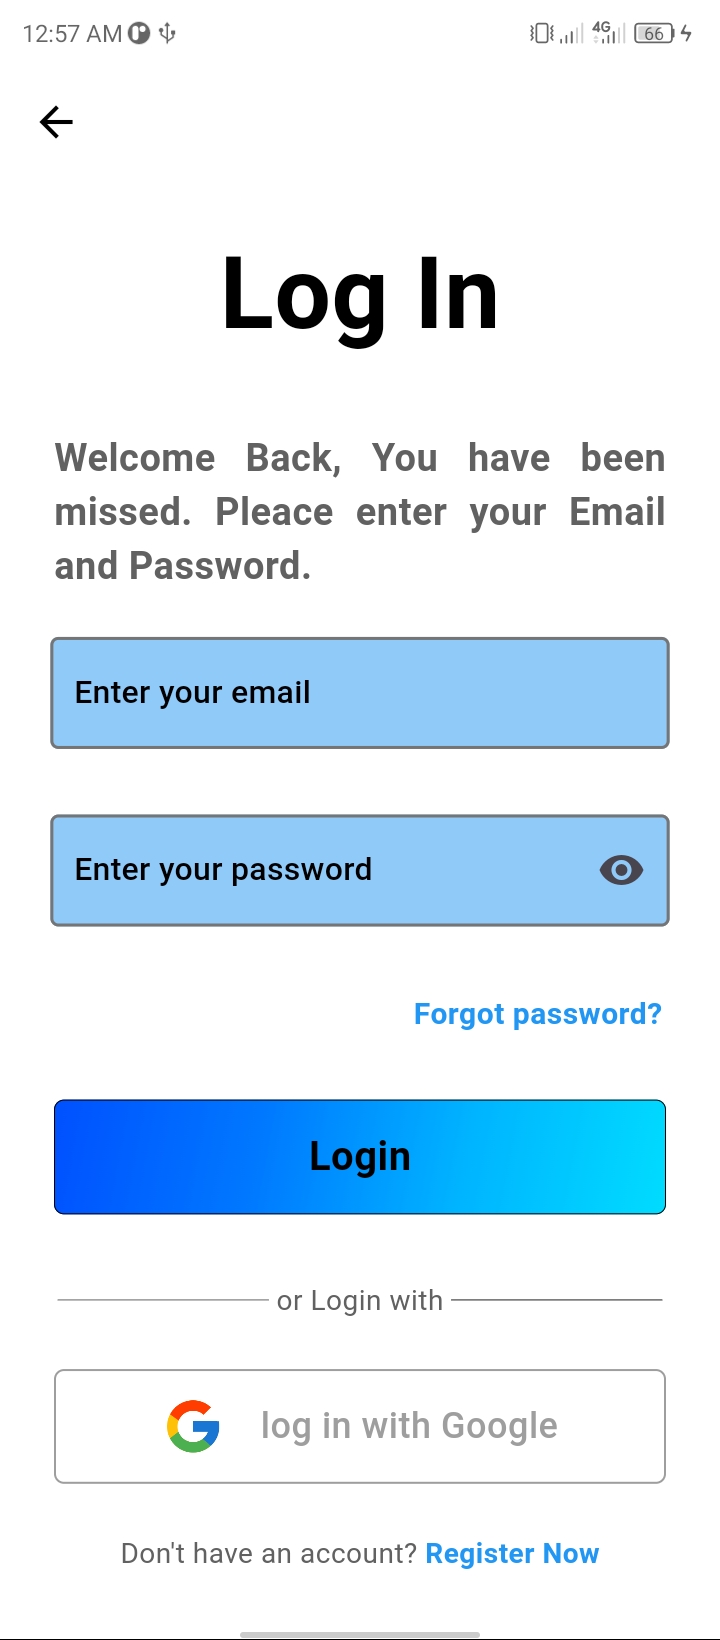 12:57 AM
4G
66
Log In
Welcome Back, You have been
missed. Pleace enter your Email
and Password.
Enter your email
Enter your password
Forgot password?
Login
or Login with
log in with Google
Don't have an account? Register Now